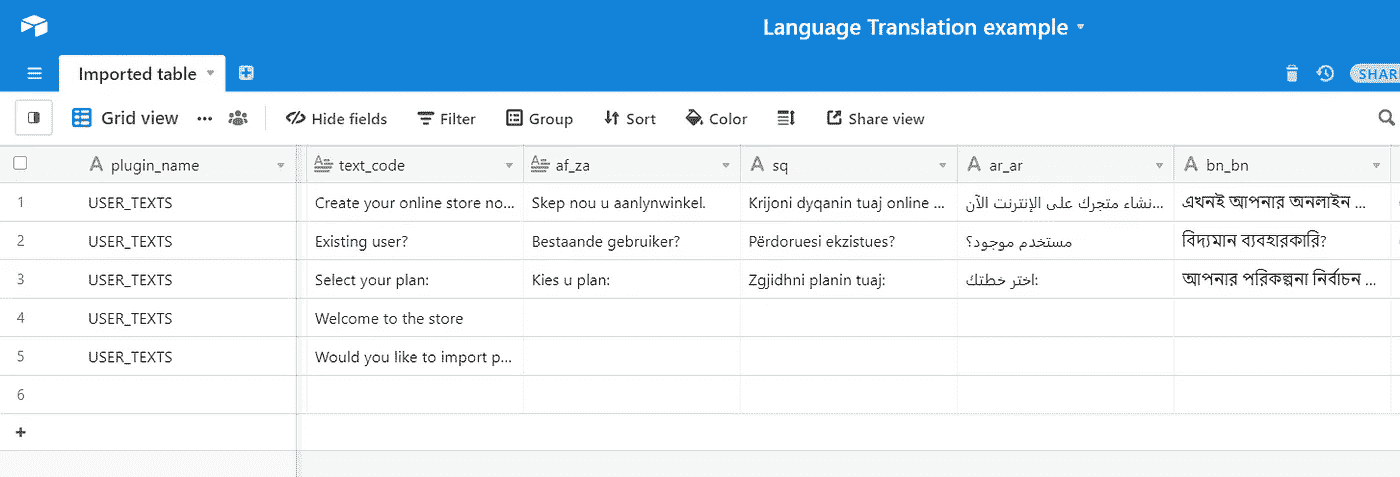 Language Translation example
Imported table
SHAR
Grid view ... Hide fields Filter Group Sort Color Share view
plugin_name text_code af_za sq ar_ar bn_bn
1 USER_TEXTS Create your online store no... Skep nou u aanlynwinkel. Krijoni dyqanin tuaj online ... نشاء متجرك على الإنترنت الآن... এখনই আপনার অনলাইন ...
2 USER_TEXTS Existing user? Bestaande gebruiker? Përdoruesi ekzistues? مستخدم موجود؟ বিদ্যমান ব্যবহারকারি?
3 USER_TEXTS Select your plan: Kies u plan: Zgjidhni planin tuaj: اختر خطتك: আপনার পরিকল্পনা নির্বাচন ...
4 USER_TEXTS Welcome to the store
5 USER_TEXTS Would you like to import p...
6
+